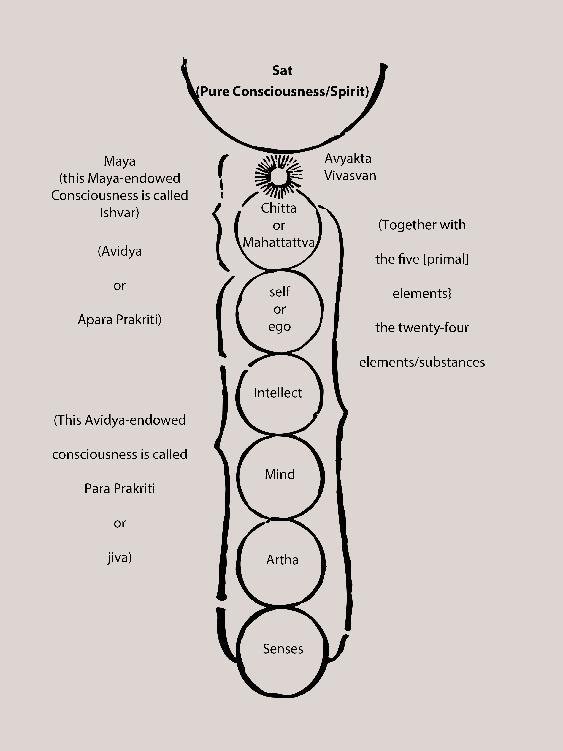 Sat
(Pure Consciousness/Spirit)
Avyakta
Vivasvan
Maya
(this Maya-endowed
Consciousness is called
Ishvar)
(Avidya
or
Apara Prakriti)
Chitta
or
Mahattattva
(Together with
the five [primal]
elements}
the twenty-four
elements/substances
self
or
ego
Intellect
(This Avidya-endowed
consciousness is called
Para Prakriti
or
jiva)
Mind
Artha
Senses